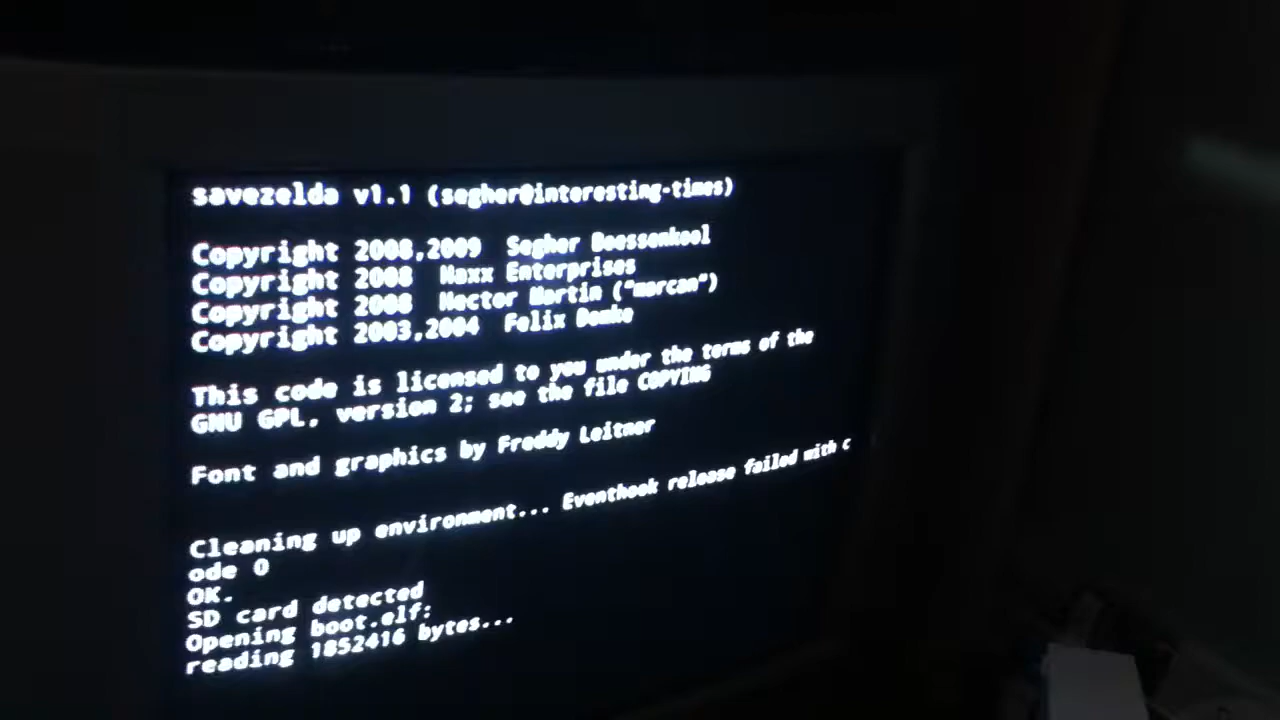 savezelda v1.1 (segher@interesting-times)
Copyright 2008,2009 Segher Boessenkool
Copyright 2008 Haxx Enterprises
Copyright 2008 Hector Martin ("marcan")
Copyright 2003,2004 Felix Domke
This code is licensed to you under the terms of the
GNU GPL, version 2; see the file COPYING
Font and graphics by Freddy Leitner
Cleaning up environment... Eventhook release failed with c
ode 0
OK.
SD card detected
Opening boot.elf:
reading 1852416 bytes...